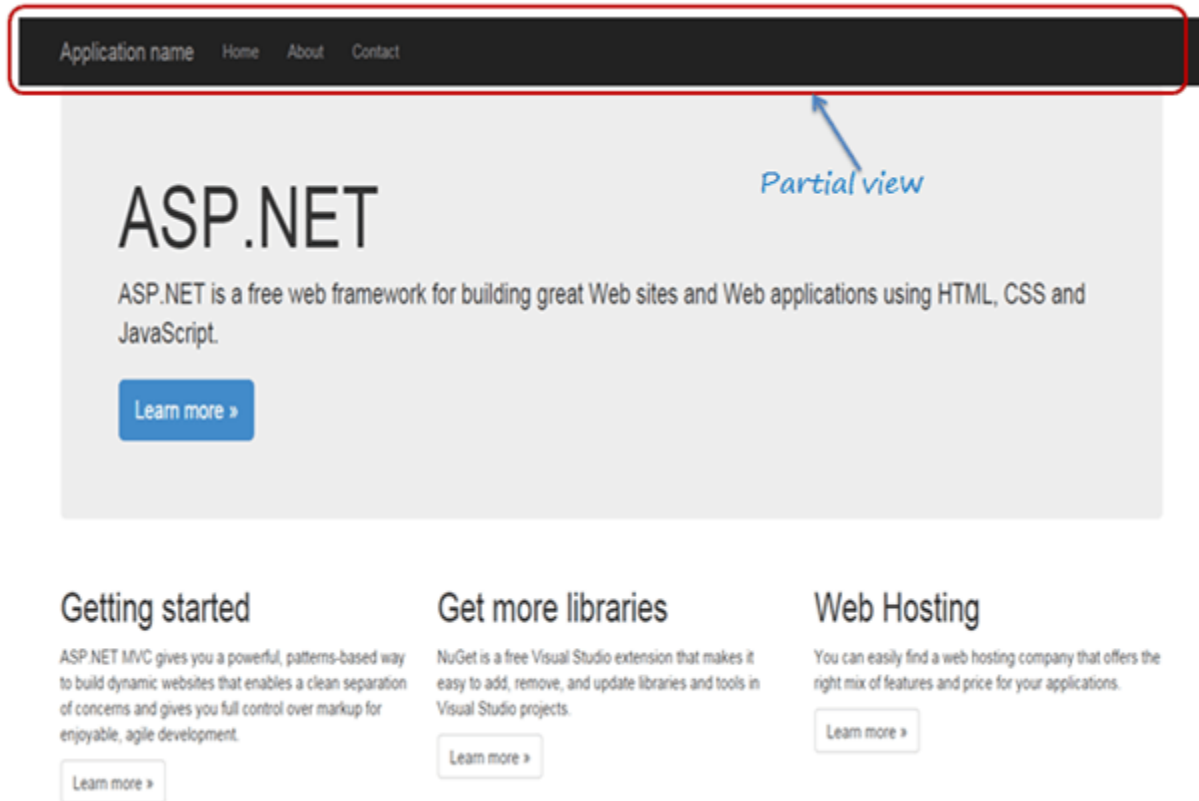 Application name Home About Contact
Partial view
ASP.NET
ASP.NET is a free web framework for building great Web sites and Web applications using HTML, CSS and
JavaScript.
Learn more »
Getting started
ASP.NET MVC gives you a powerful, patterns-based way
to build dynamic websites that enables a clean separation
of concerns and gives you full control over markup for
enjoyable, agile development.
Learn more »
Get more libraries
NuGet is a free Visual Studio extension that makes it
easy to add, remove, and update libraries and tools in
Visual Studio projects.
Learn more »
Web Hosting
You can easily find a web hosting company that offers the
right mix of features and price for your applications.
Learn more »